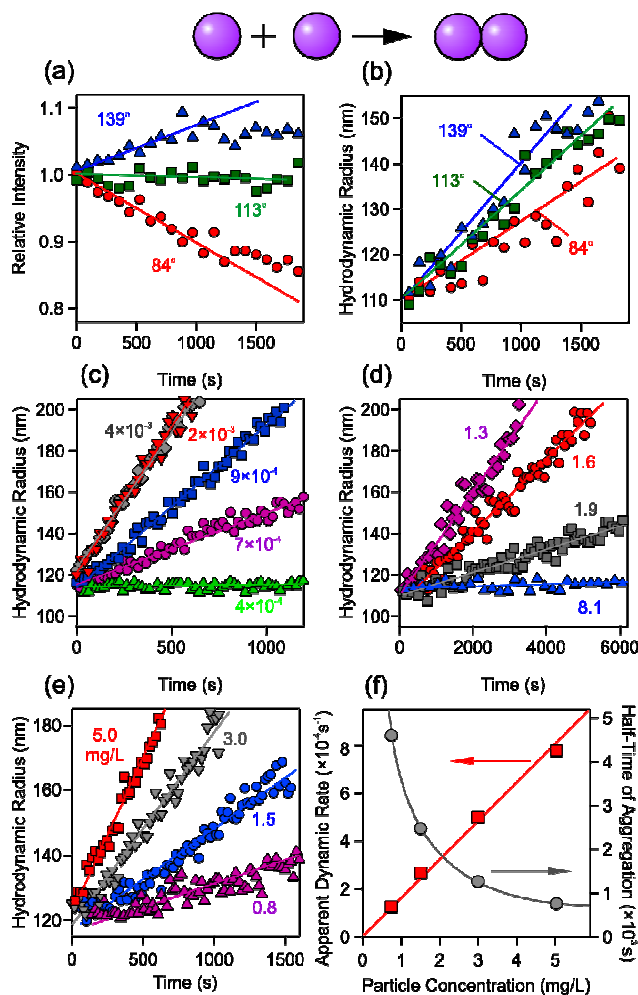 +
(a)
(b)
1.1
1.0
0.9
0.8
Relative Intensity
139°
113°
84°
0 500 1000 1500
Time (s)
150
140
130
120
110
Hydrodynamic Radius (nm)
139°
113°
84°
0 500 1000 1500
Time (s)
(c)
(d)
200
180
160
140
120
100
Hydrodynamic Radius (nm)
4×10⁻³
2×10⁻³
9×10⁻⁴
7×10⁻⁴
4×10⁻⁴
0 500 1000
Time (s)
200
180
160
140
120
100
Hydrodynamic Radius (nm)
1.3
1.6
1.9
8.1
0 2000 4000 6000
Time (s)
(e)
(f)
180
160
140
120
Hydrodynamic Radius (nm)
5.0
mg/L
3.0
1.5
0.8
0 500 1000 1500
Time (s)
8
6
4
2
0
Apparent Dynamic Rate (×10⁻⁴s⁻¹)
5
4
3
2
1
0
Half-Time of Aggregation (×10³s)
0 1 2 3 4 5
Particle Concentration (mg/L)